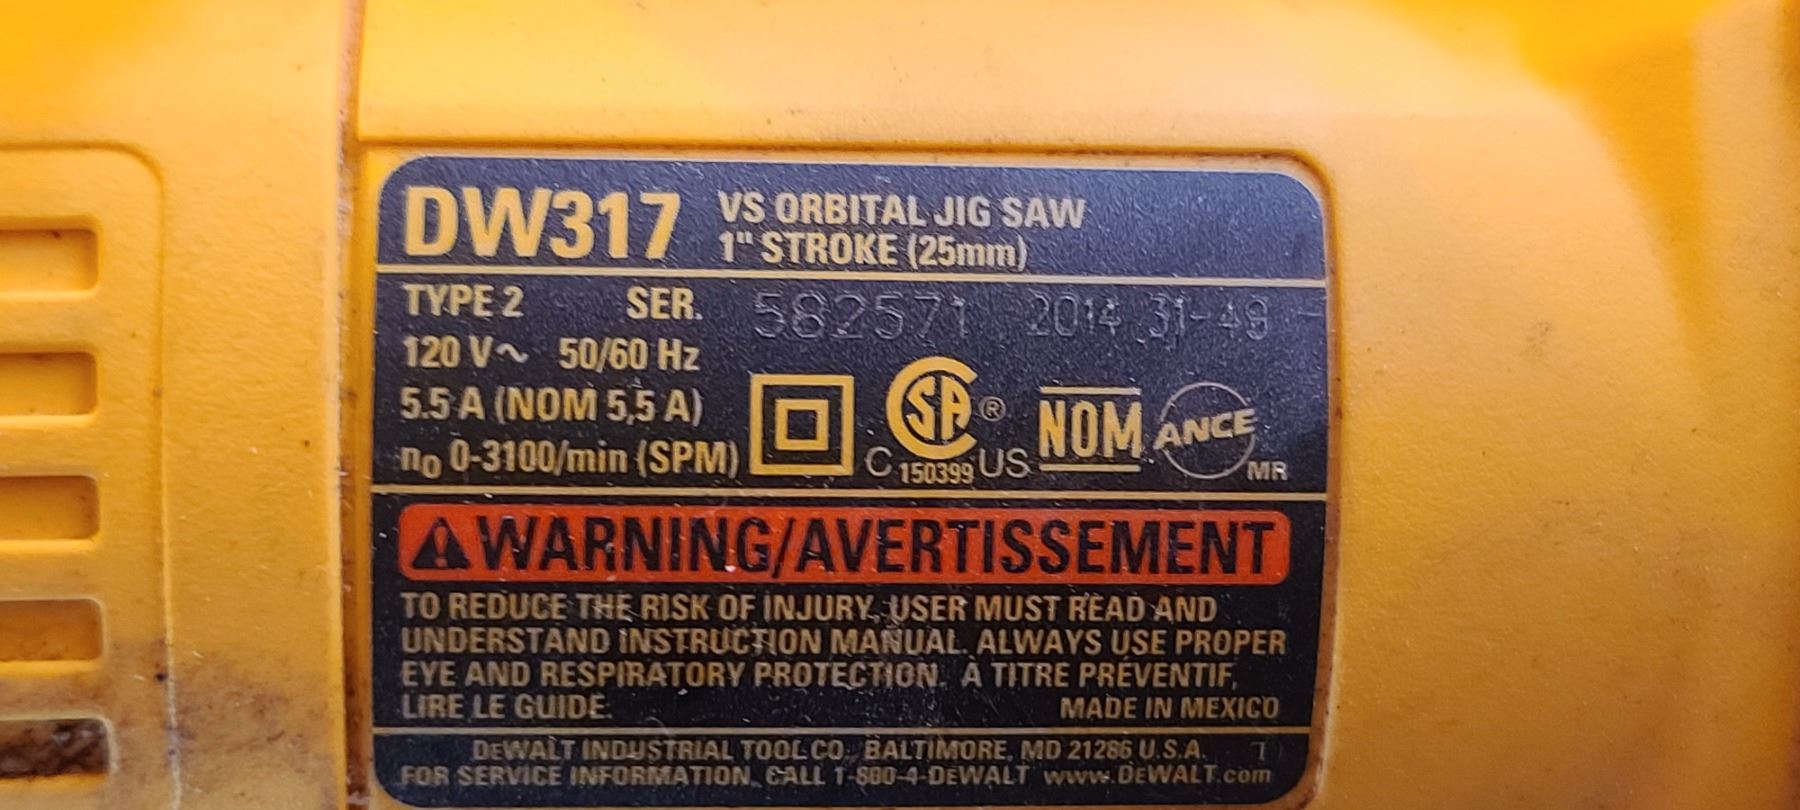 DW317 VS ORBITAL JIG SAW
1" STROKE (25mm)
TYPE 2 SER. 582571 2014 31-49
120 V~ 50/60 Hz
5.5 A (NOM 5,5 A)
n0 0-3100/min (SPM)
SA ®
C 150399 US
NOM
ANCE
MR
WARNING/AVERTISSEMENT
TO REDUCE THE RISK OF INJURY, USER MUST READ AND
UNDERSTAND INSTRUCTION MANUAL. ALWAYS USE PROPER
EYE AND RESPIRATORY PROTECTION. À TITRE PRÉVENTIF,
LIRE LE GUIDE. MADE IN MEXICO
DEWALT INDUSTRIAL TOOL CO. BALTIMORE, MD 21286 U.S.A.
FOR SERVICE INFORMATION, CALL 1-800-4-DEWALT www.DEWALT.com